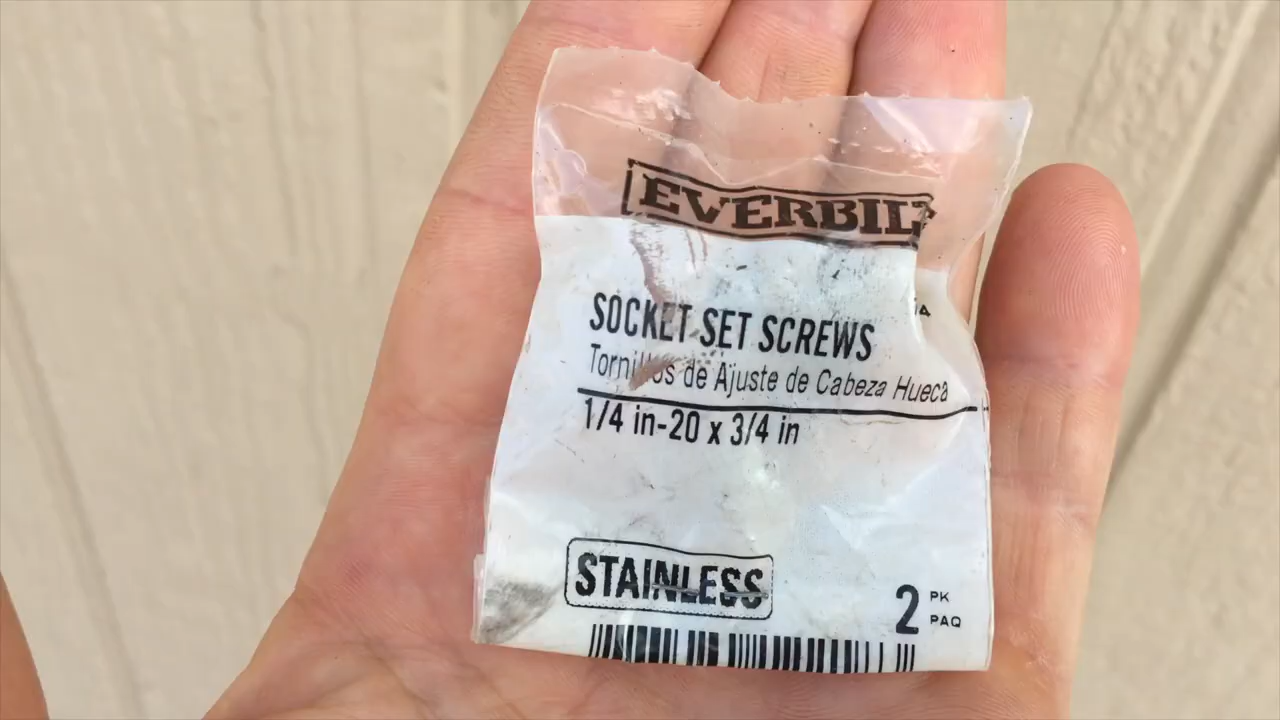 EVERBILT
SOCKET SET SCREWS
Tornillos de Ajuste de Cabeza Hueca
1/4 in-20 x 3/4 in
STAINLESS
2 PK
PAQ